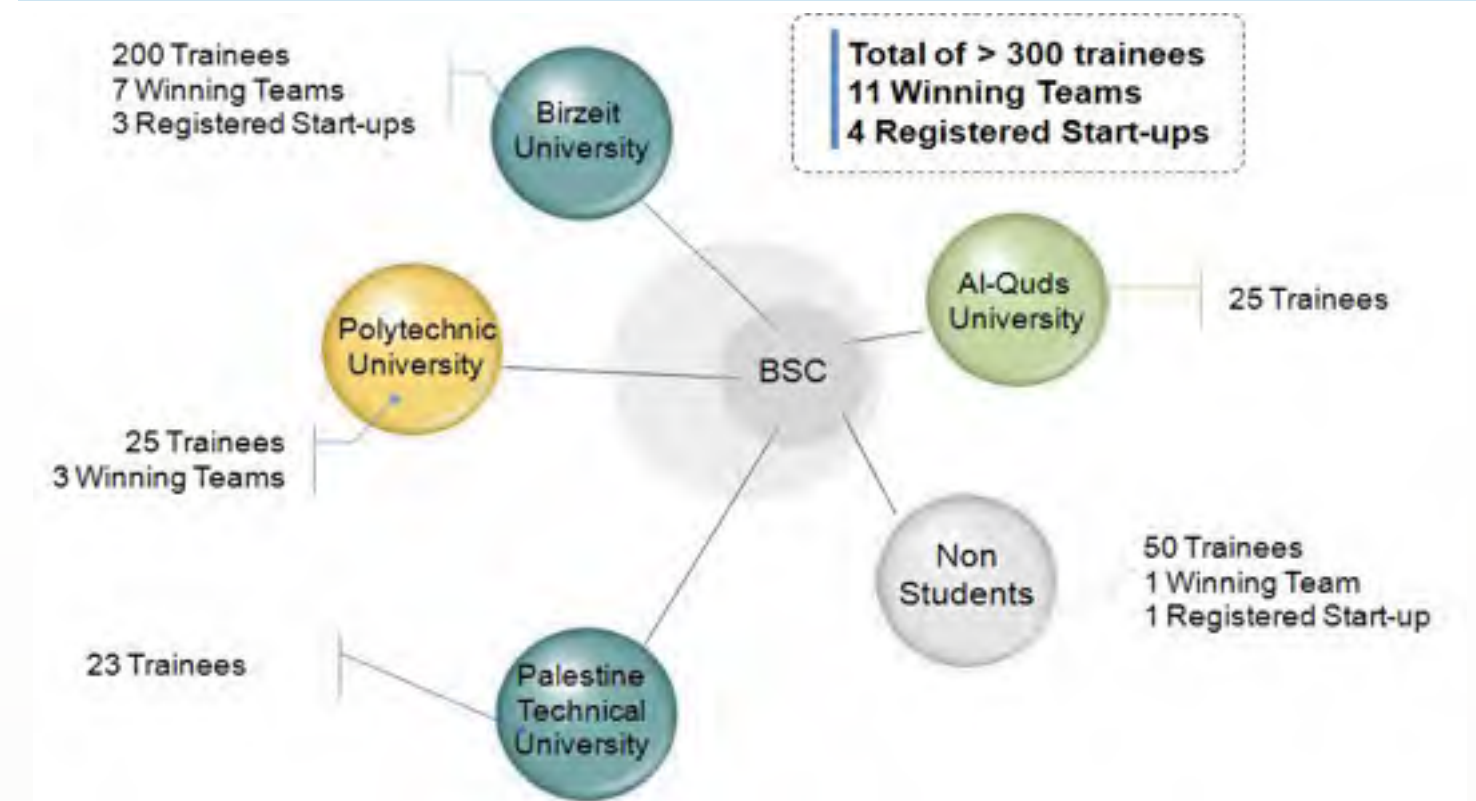 200 Trainees
7 Winning Teams
3 Registered Start-ups
Birzeit
University
Total of > 300 trainees
11 Winning Teams
4 Registered Start-ups
Polytechnic
University
25 Trainees
3 Winning Teams
BSC
Al-Quds
University
25 Trainees
Non
Students
50 Trainees
1 Winning Team
1 Registered Start-up
23 Trainees
Palestine
Technical
University